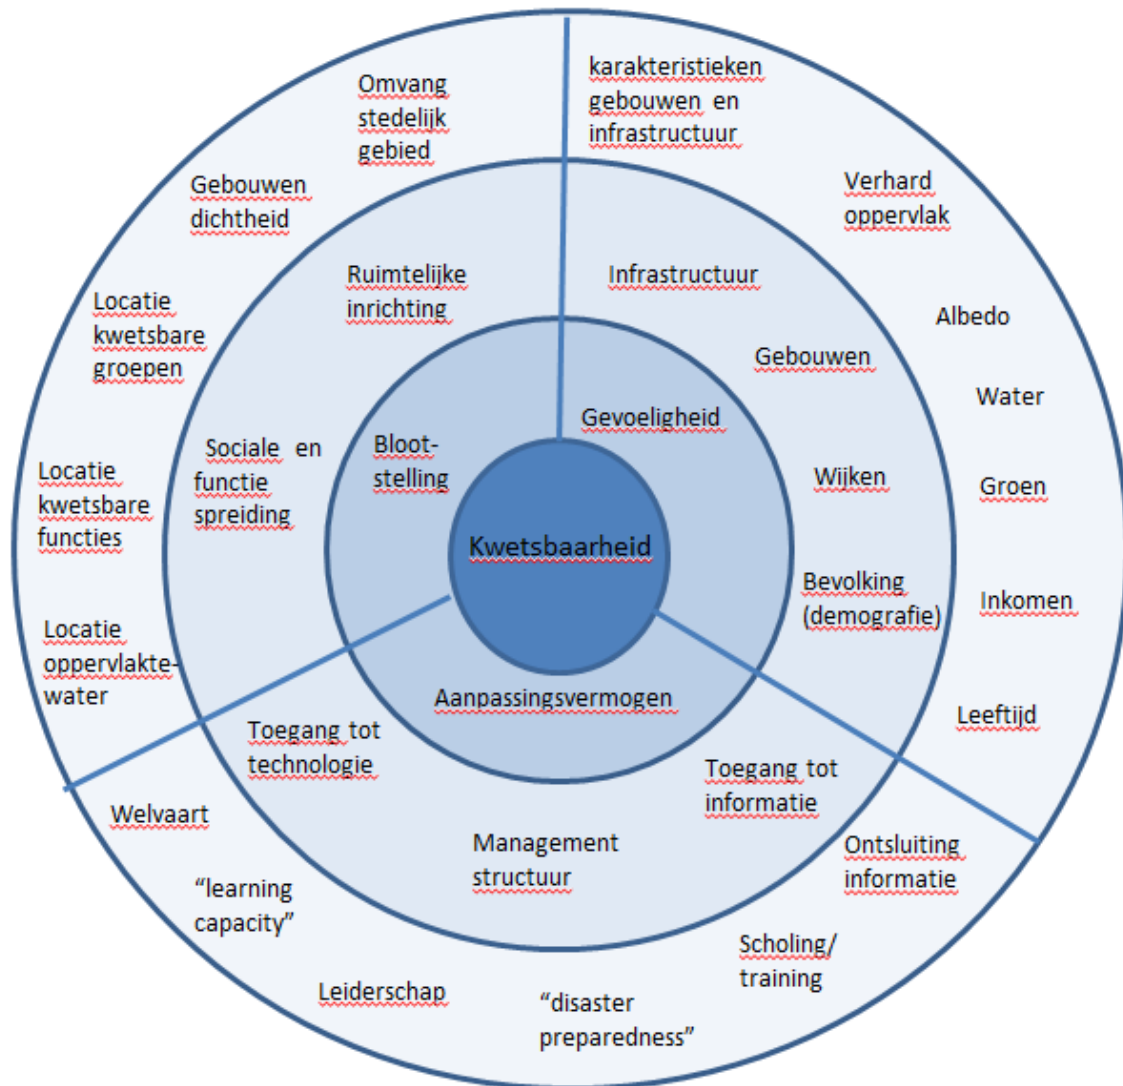 Omvang
stedelijk
gebied
karakteristieken
gebouwen en
infrastructuur
Gebouwen
dichtheid
Verhard
oppervlak
Ruimtelijke
inrichting
Infrastructuur
Locatie
kwetsbare
groepen
Albedo
Gebouwen
Water
Gevoeligheid
Bloot-
stelling
Sociale en
functie
spreiding
Wijken
Groen
Locatie
kwetsbare
functies
Kwetsbaarheid
Bevolking
(demografie)
Inkomen
Locatie
oppervlakte-
water
Aanpassingsvermogen
Leeftijd
Toegang tot
technologie
Toegang tot
informatie
Welvaart
Management
structuur
Ontsluiting
informatie
“learning
capacity”
Scholing/
training
Leiderschap
“disaster
preparedness”